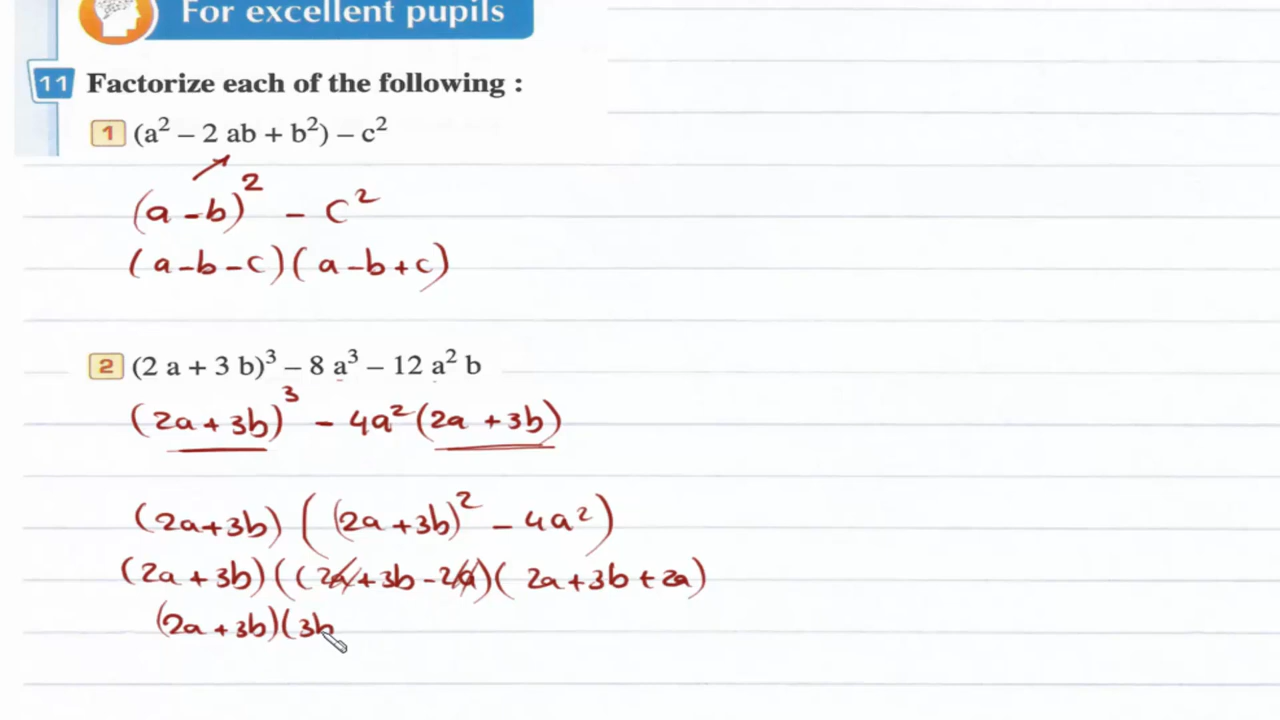 For excellent pupils
11 Factorize each of the following :
1 (a² – 2 ab + b²) – c²
(a - b)² - c²
(a - b - c)(a - b + c)
2 (2 a + 3 b)³ – 8 a³ – 12 a² b
(2a + 3b)³ - 4a²(2a + 3b)
(2a+3b) ((2a+3b)² - 4a²)
(2a + 3b)((2a + 3b - 2a)(2a + 3b + 2a)
(2a + 3b)(3b